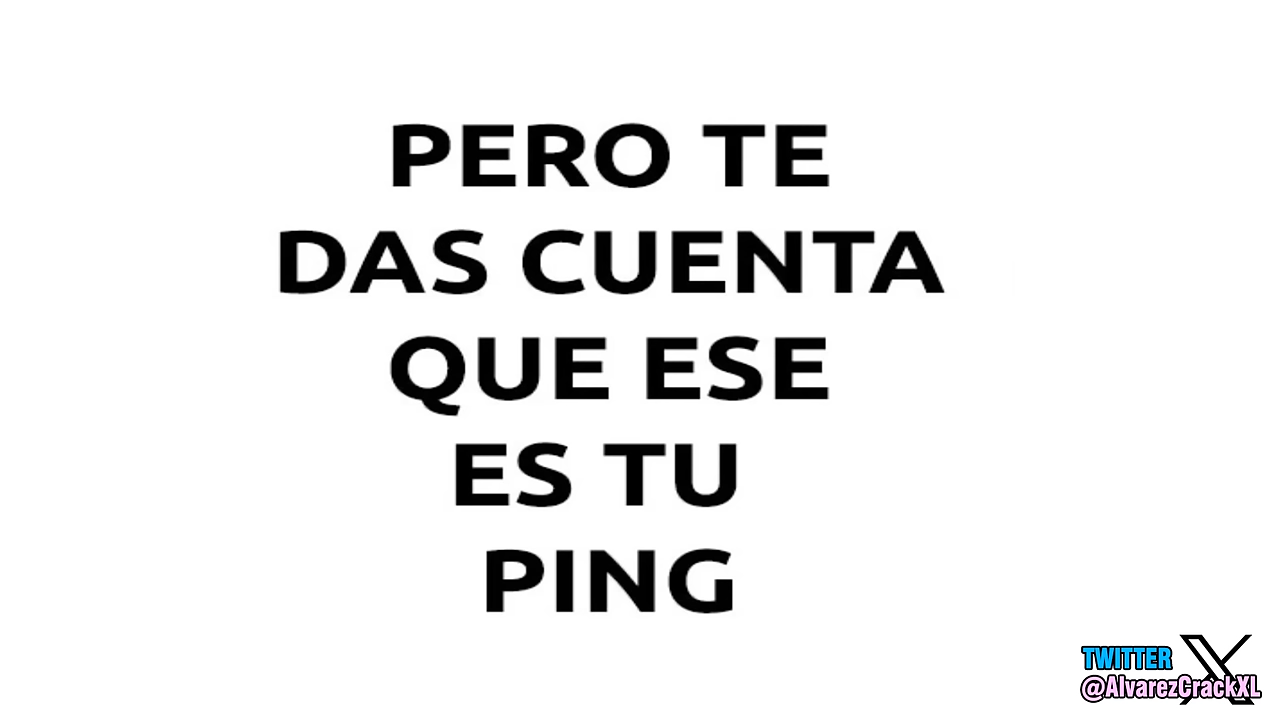 PERO TE
DAS CUENTA
QUE ESE
ES TU
PING
TWITTER
@AlvarezCrackXL